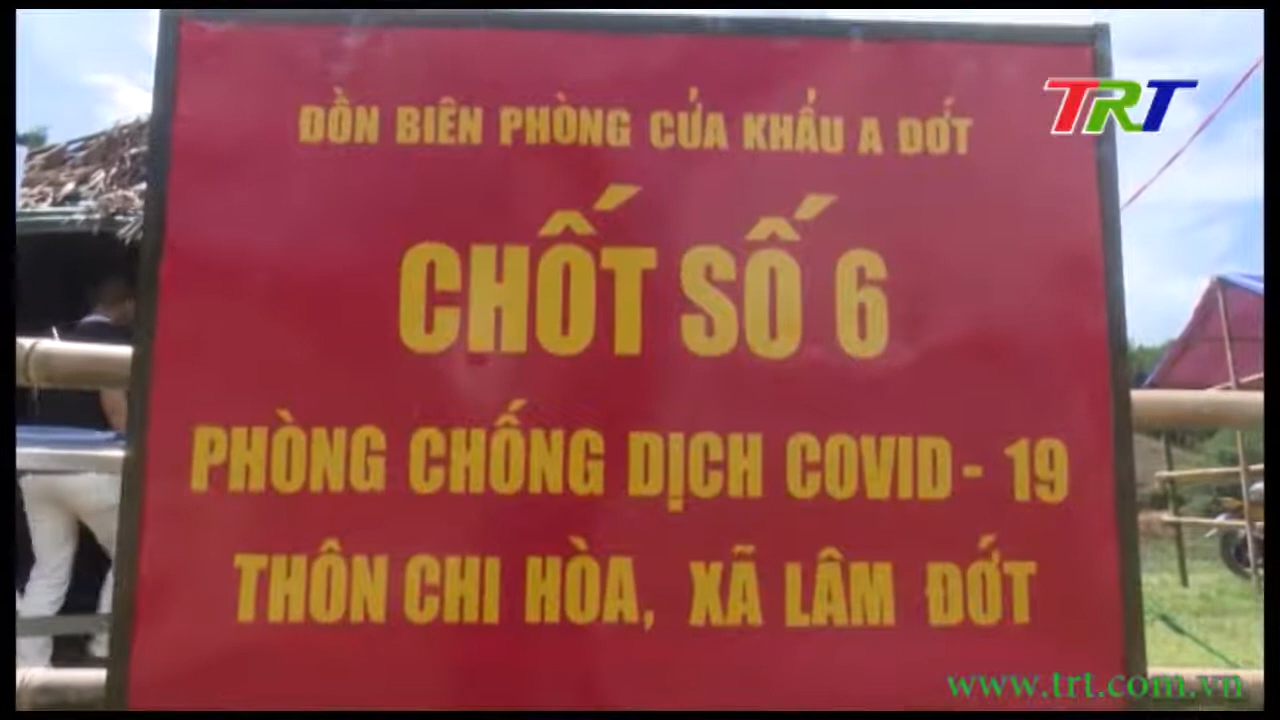 TRT
ĐỒN BIÊN PHÒNG CỬA KHẨU A ĐỚT
CHỐT SỐ 6
PHÒNG CHỐNG DỊCH COVID - 19
THÔN CHI HÒA, XÃ LÂM ĐỚT
www.trt.com.vn